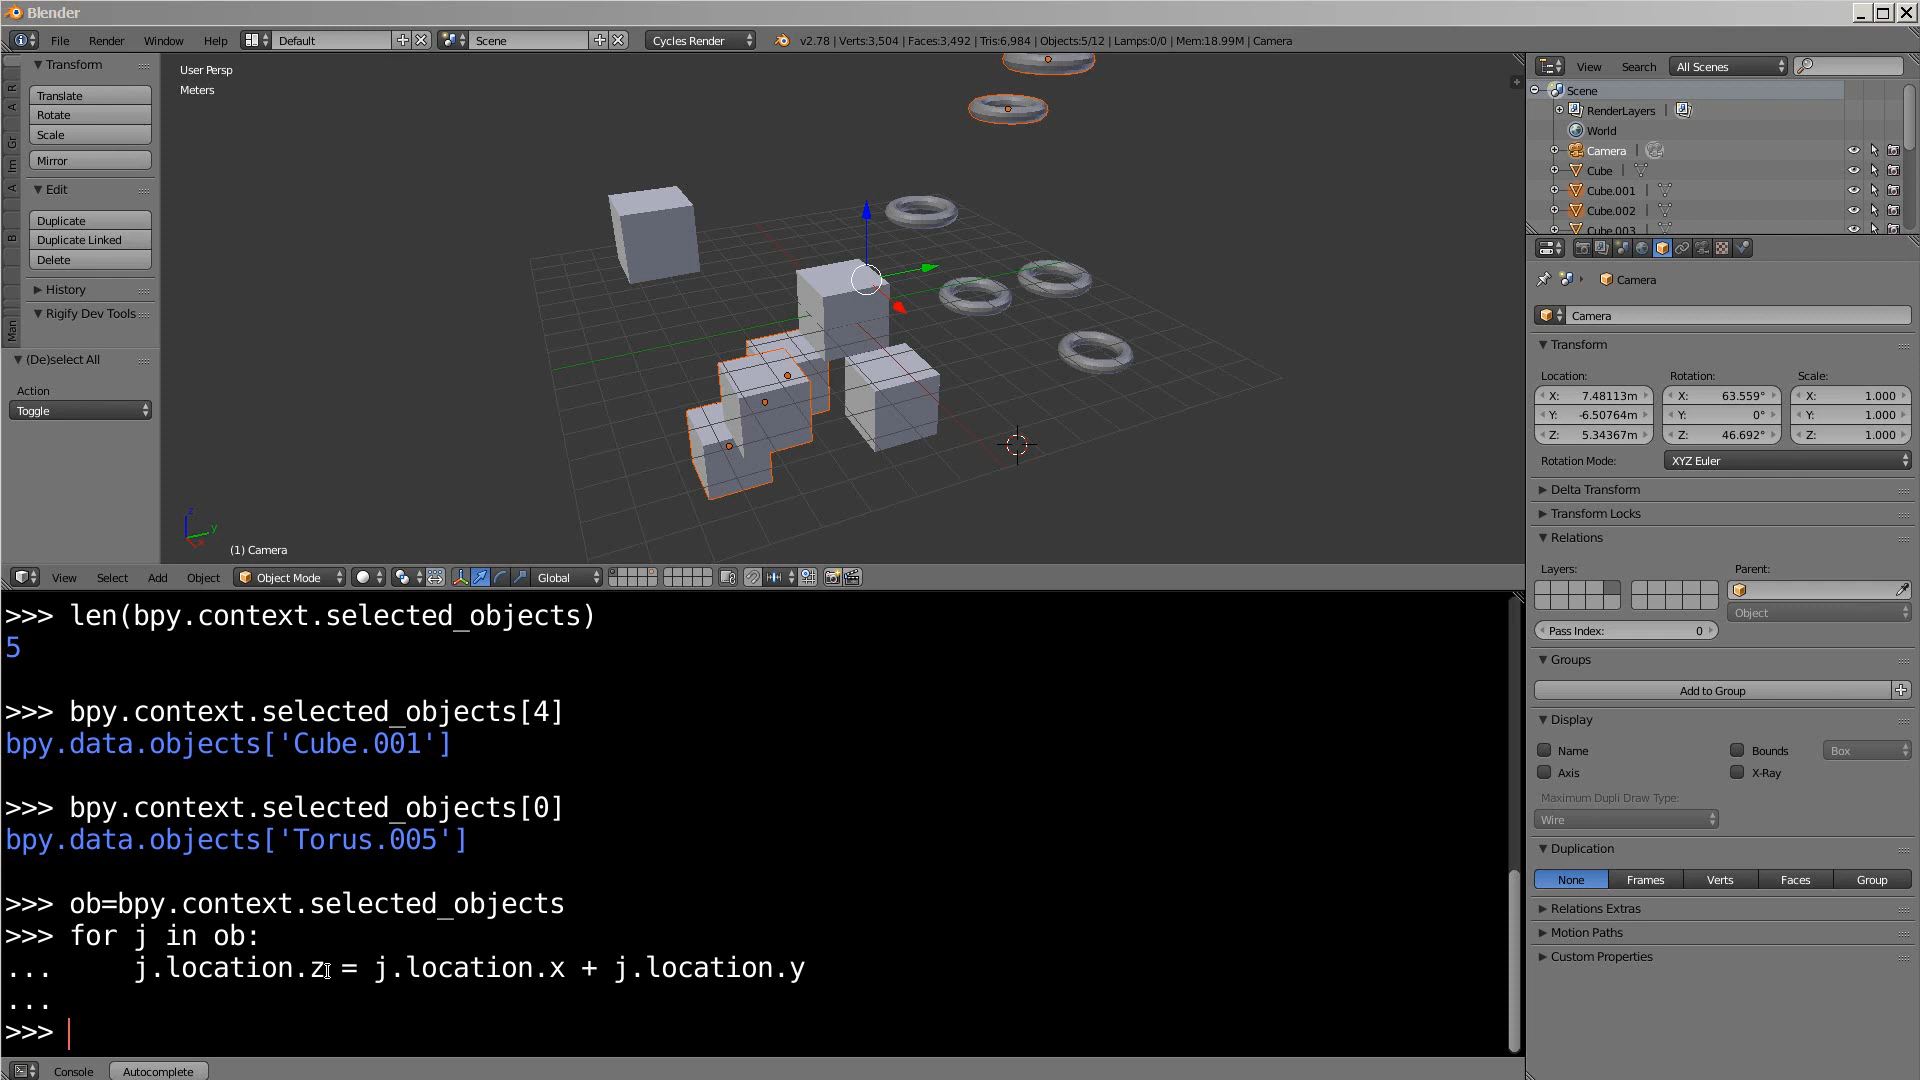 Blender
File Render Window Help Default Scene Cycles Render v2.78 | Verts:3,504 | Faces:3,492 | Tris:6,984 | Objects:5/12 | Lamps:0/0 | Mem:18.99M | Camera
Transform
Translate
Rotate
Scale
Mirror
Edit
Duplicate
Duplicate Linked
Delete
History
Rigify Dev Tools
(De)select All
Action
Toggle
R
A
Gr
Im
A
B
Man
User Persp
Meters
z
y
x
(1) Camera
View Select Add Object Object Mode Global
>>> len(bpy.context.selected_objects)
5
>>> bpy.context.selected_objects[4]
bpy.data.objects['Cube.001']
>>> bpy.context.selected_objects[0]
bpy.data.objects['Torus.005']
>>> ob=bpy.context.selected_objects
>>> for j in ob:
... j.location.z = j.location.x + j.location.y
...
>>>
Console Autocomplete
View Search All Scenes
Scene
RenderLayers |
World
Camera |
Cube |
Cube.001 |
Cube.002 |
Cube.003
Camera
Camera
Transform
Location: Rotation: Scale:
X: 7.48113m X: 63.559° X: 1.000
Y: -6.50764m Y: 0° Y: 1.000
Z: 5.34367m Z: 46.692° Z: 1.000
Rotation Mode: XYZ Euler
Delta Transform
Transform Locks
Relations
Layers: Parent:
Object
Pass Index: 0
Groups
Add to Group
Display
Name Bounds Box
Axis X-Ray
Maximum Dupli Draw Type:
Wire
Duplication
None Frames Verts Faces Group
Relations Extras
Motion Paths
Custom Properties